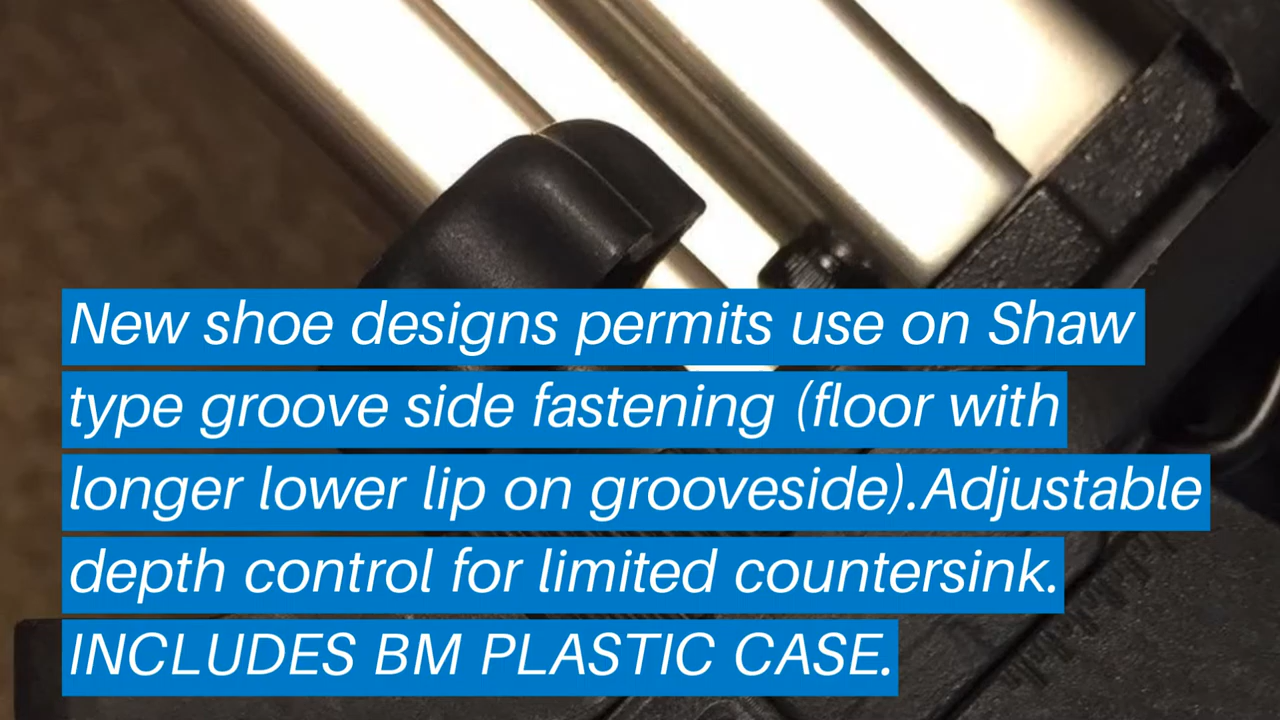 New shoe designs permits use on Shaw
type groove side fastening (floor with
longer lower lip on grooveside).Adjustable
depth control for limited countersink.
INCLUDES BM PLASTIC CASE.